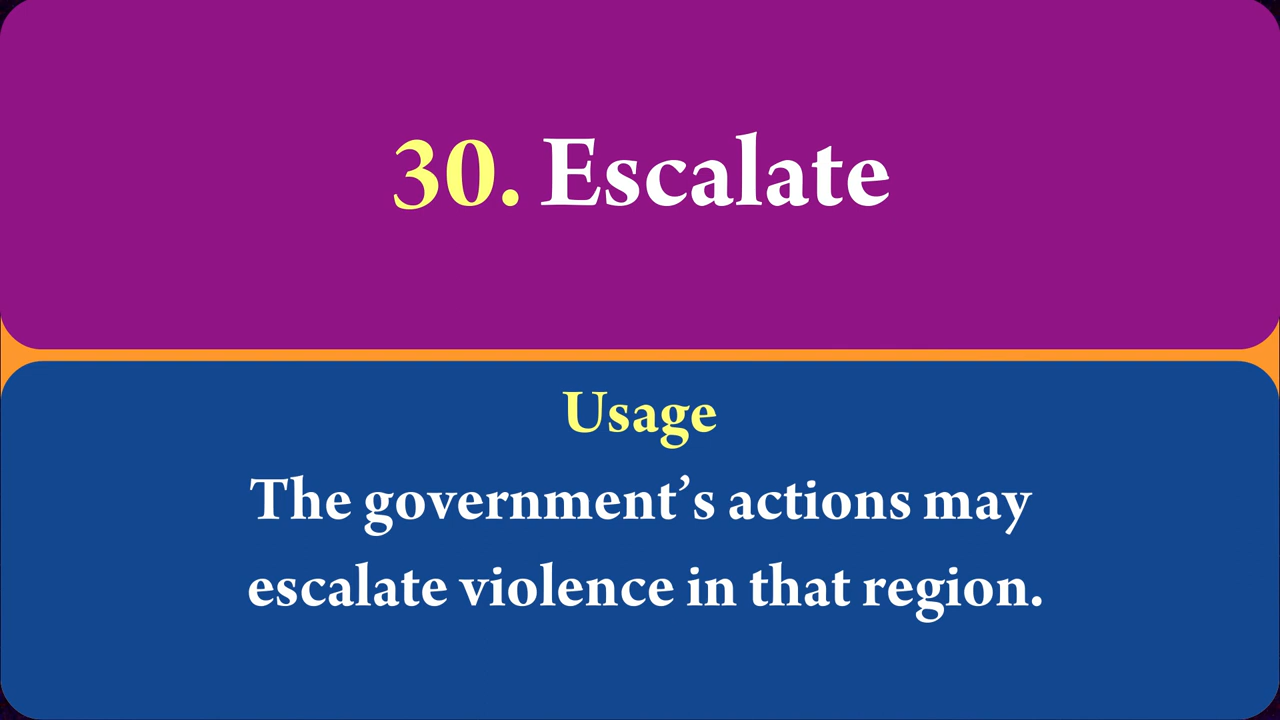 30. Escalate
Usage
The government’s actions may
escalate violence in that region.